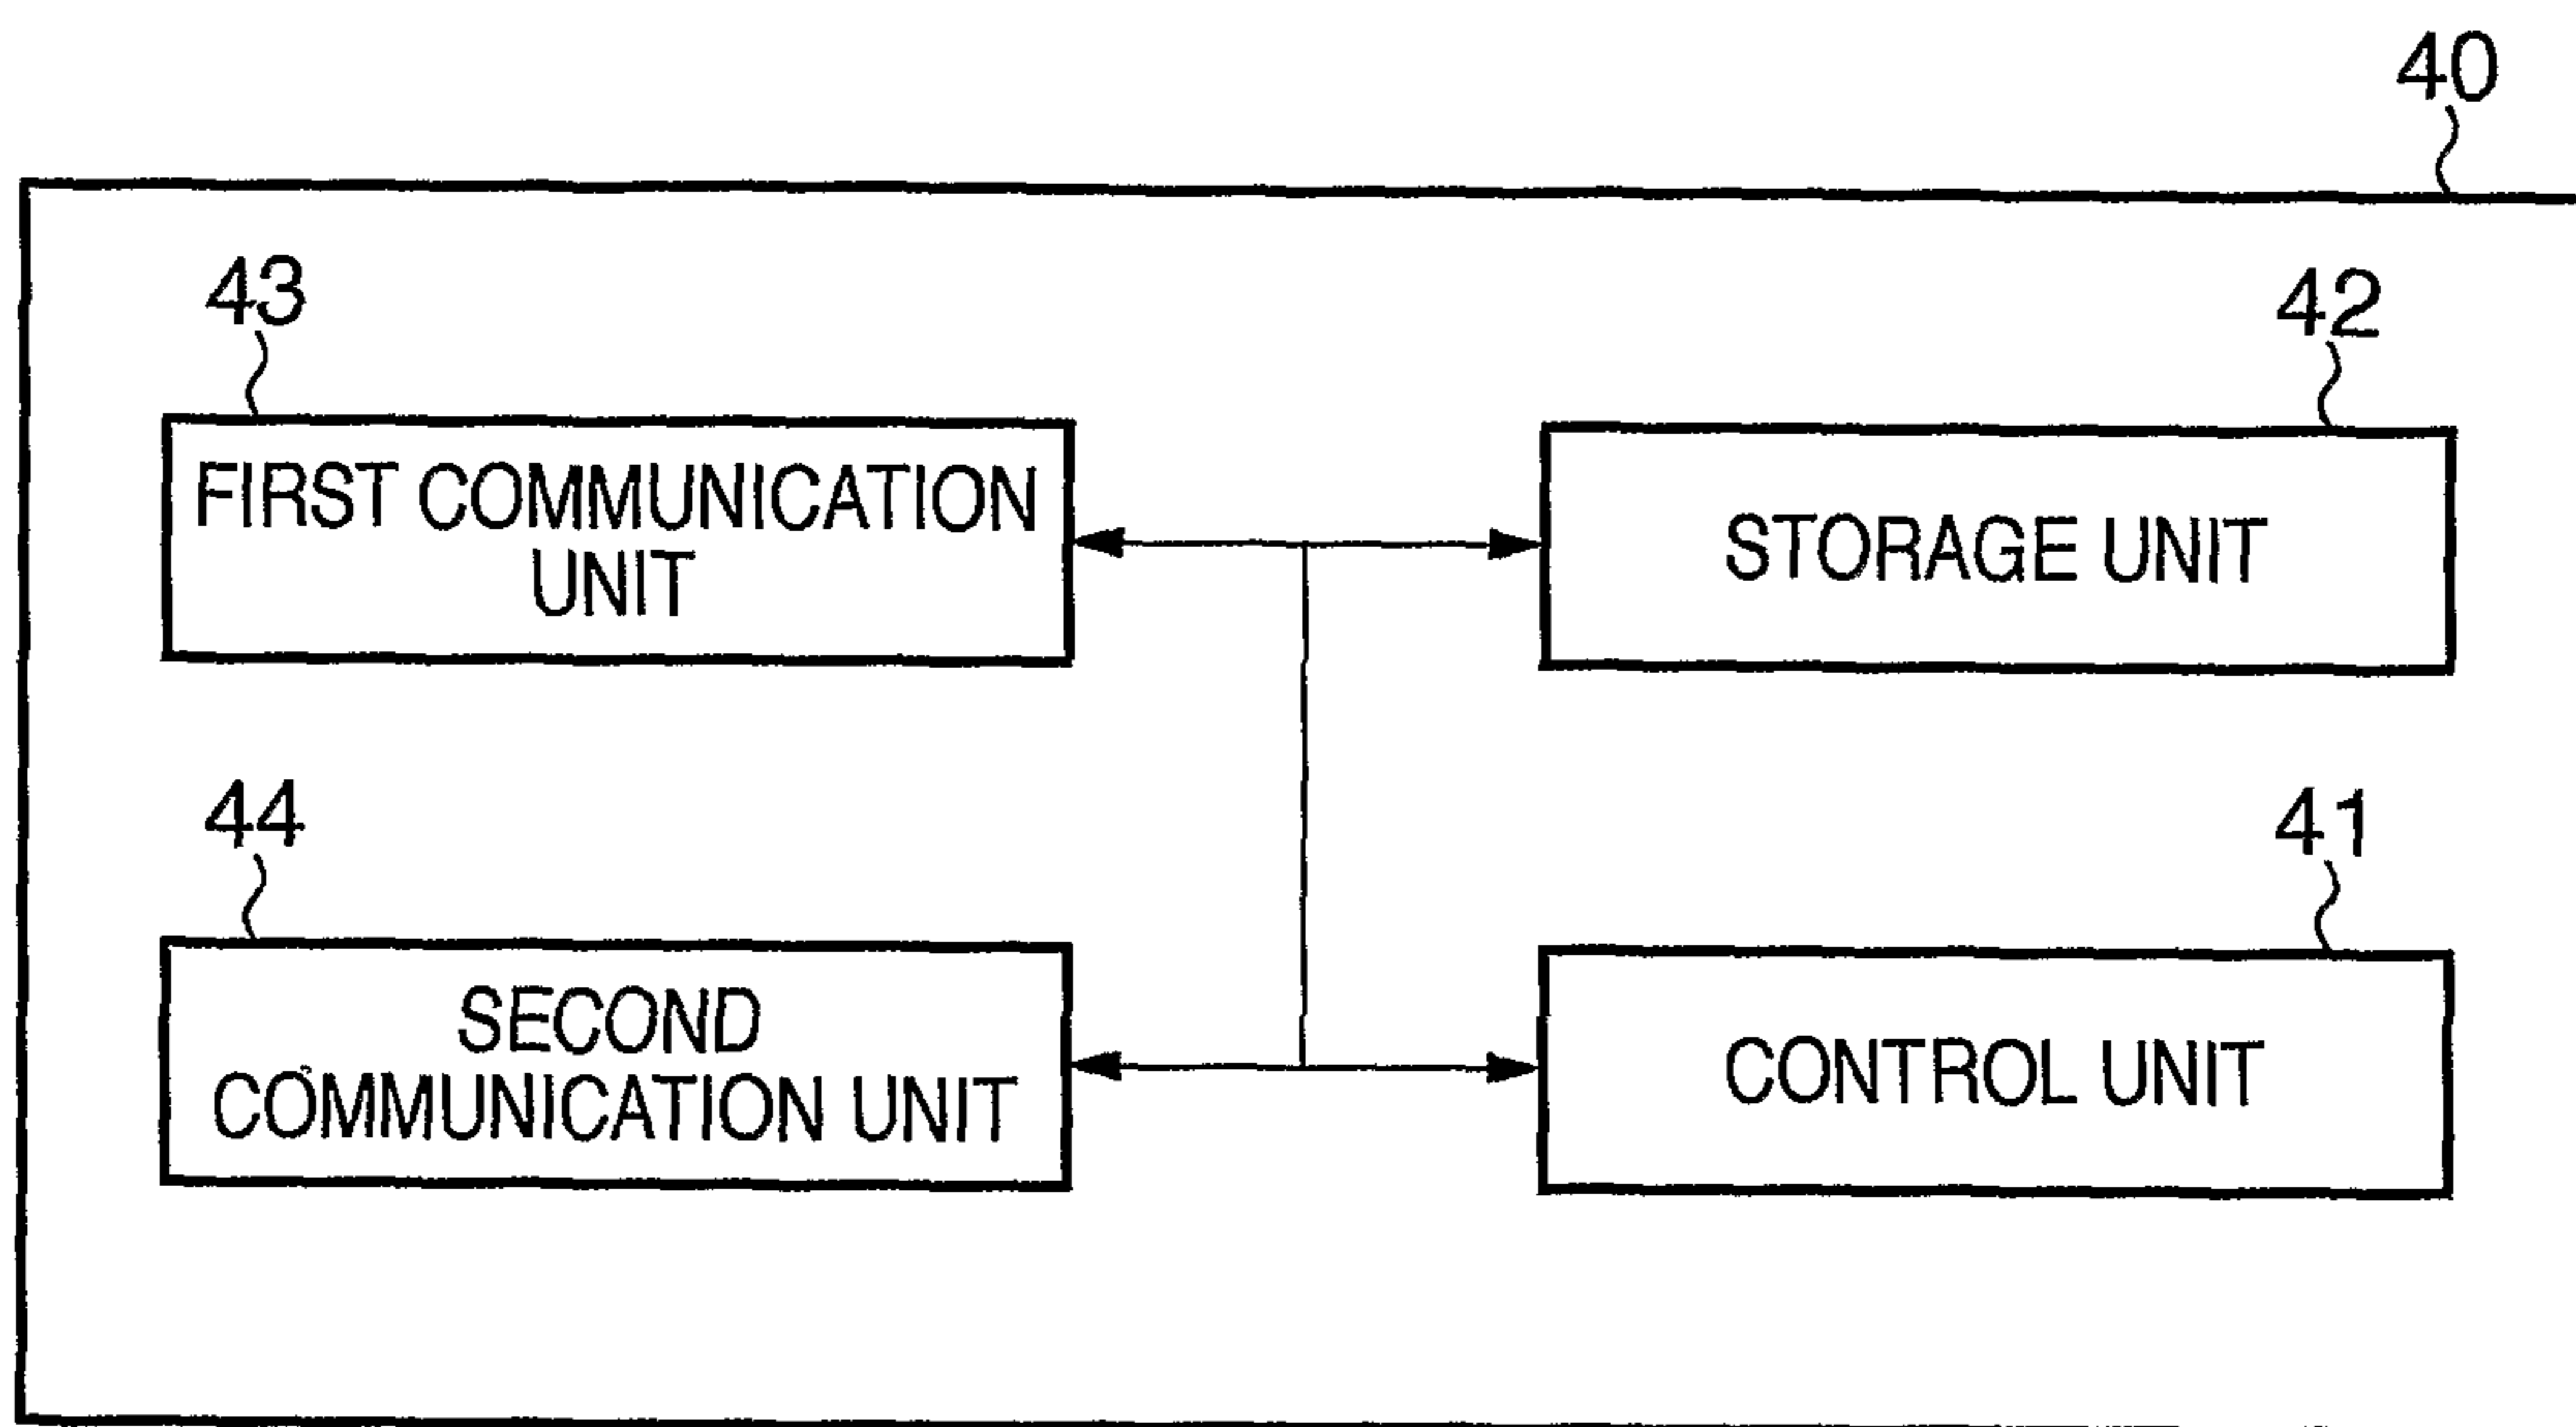 40
43
42
FIRST COMMUNICATION
UNIT
STORAGE UNIT
44
41
SECOND
COMMUNICATION UNIT
CONTROL UNIT